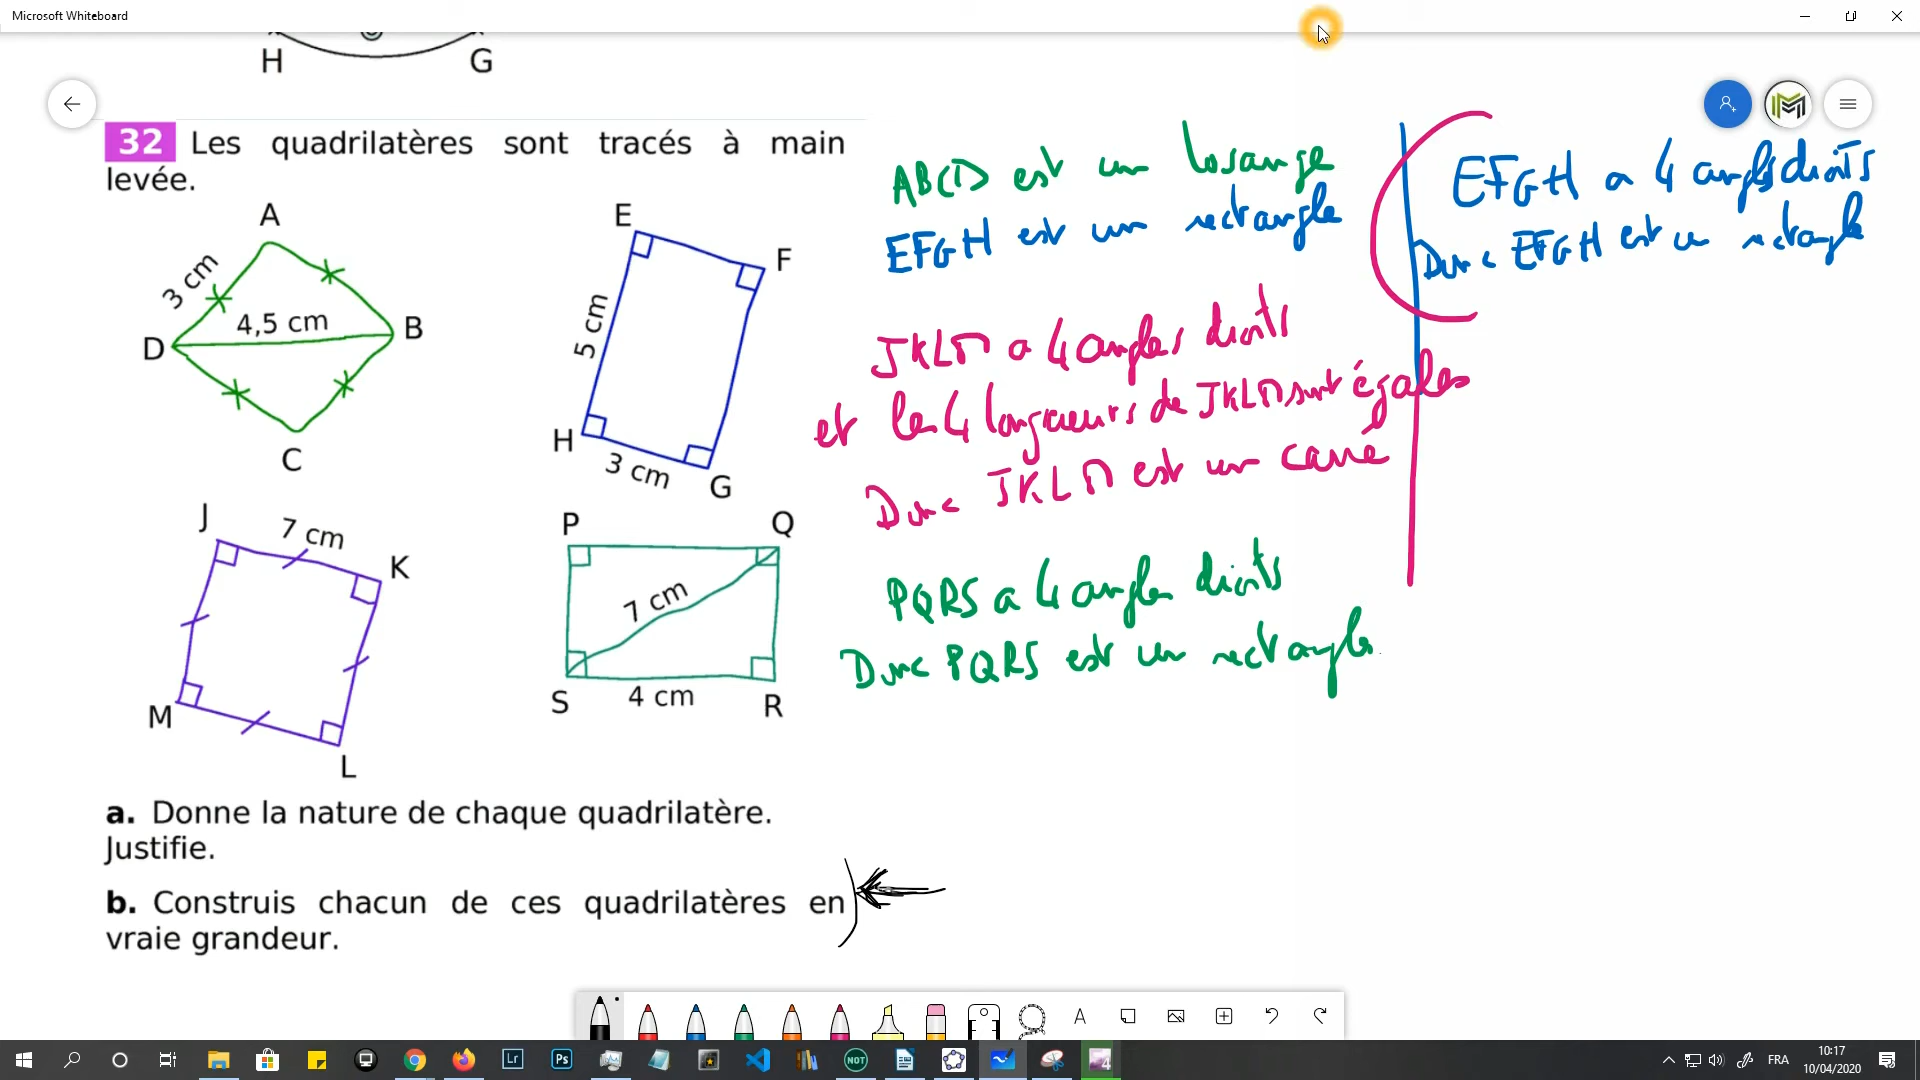 Microsoft Whiteboard
H G
32 Les quadrilatères sont tracés à main
levée.
A
3 cm
4,5 cm
D
B
C
E
F
5 cm
H
3 cm
G
J
7 cm
K
M
L
P
Q
7 cm
S
4 cm
R
a. Donne la nature de chaque quadrilatère.
Justifie.
b. Construis chacun de ces quadrilatères en
vraie grandeur.
ABCD est un losange
EFGH est un rectangle
JKLM a 4 angles droits
et les 4 longueurs de JKLM sont égales
Donc JKLM est un carré
PQRS a 4 angles droits
Donc PQRS est un rectangle.
EFGH a 4 angles droits
Donc EFGH est un rectangle
A
Lr
Ps
NOT
4
FRA
10:17
10/04/2020